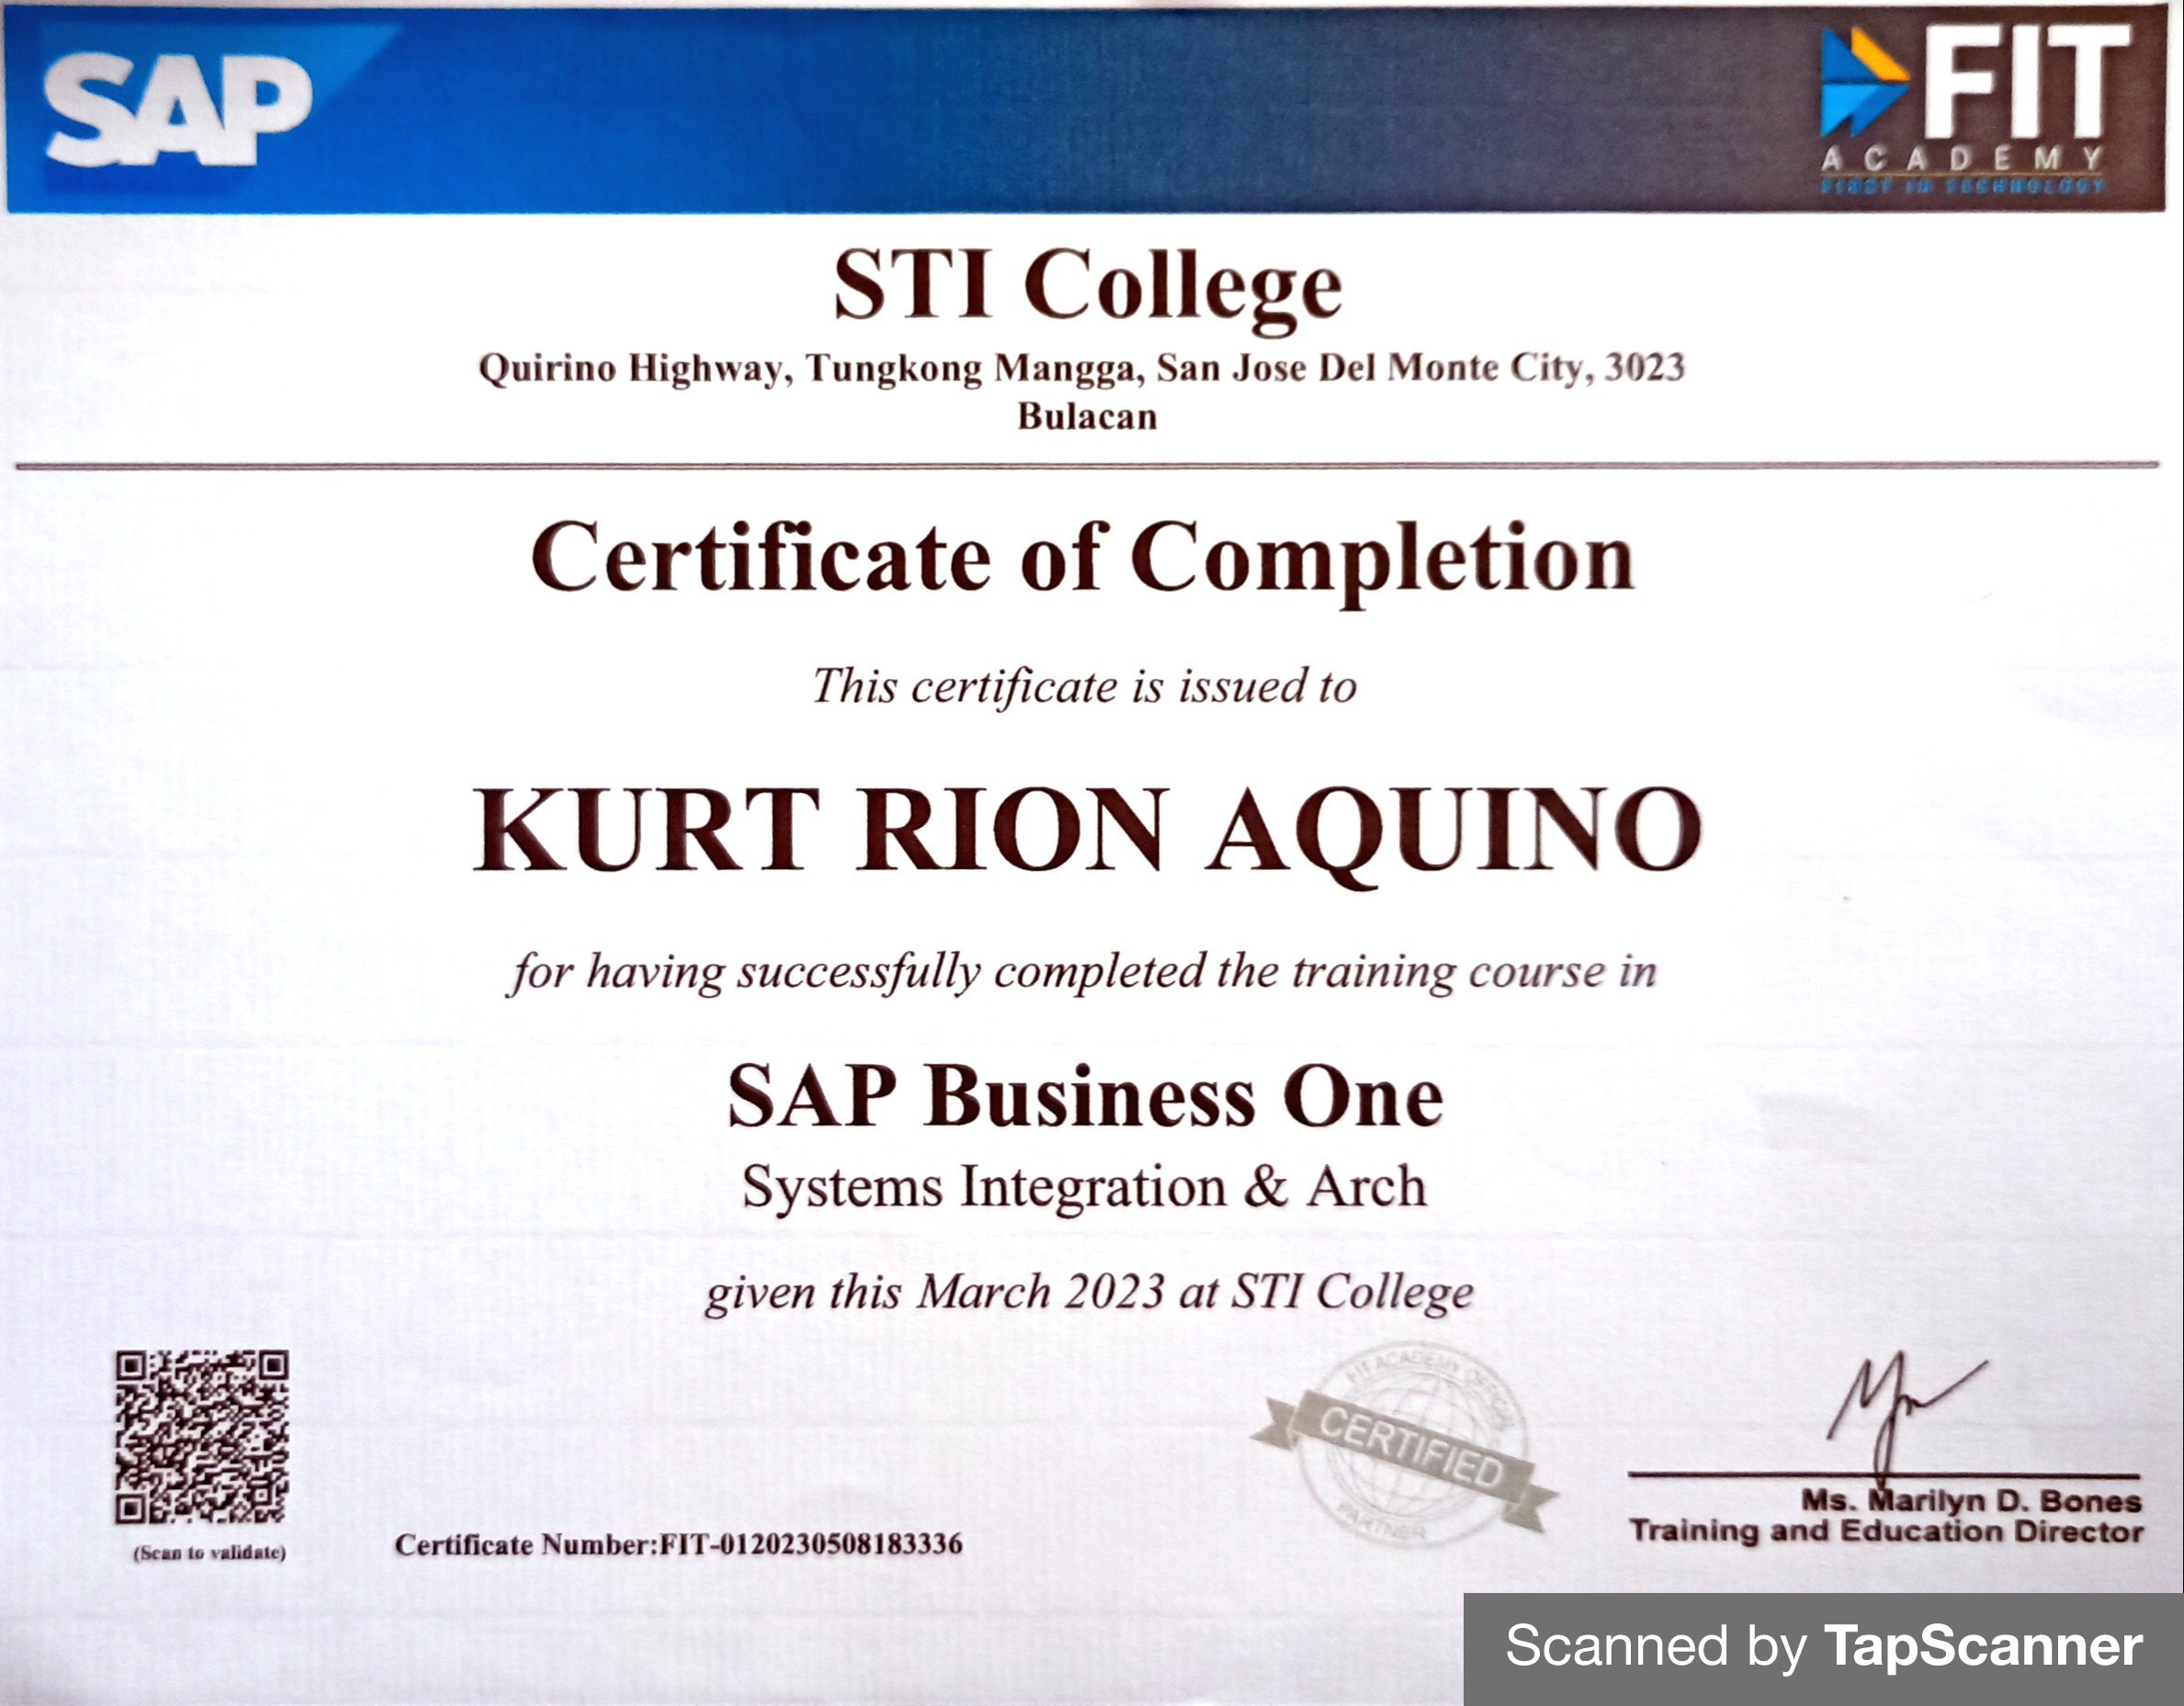 SAP
FIT
ACADEMY
FIRST IN TECHNOLOGY
STI College
Quirino Highway, Tungkong Mangga, San Jose Del Monte City, 3023
Bulacan
Certificate of Completion
This certificate is issued to
KURT RION AQUINO
for having successfully completed the training course in
SAP Business One
Systems Integration & Arch
given this March 2023 at STI College
(Scan to validate)
Certificate Number:FIT-0120230508183336
FIT ACADEMY OFFICIAL
CERTIFIED
PARTNER
Ms. Marilyn D. Bones
Training and Education Director
Scanned by TapScanner